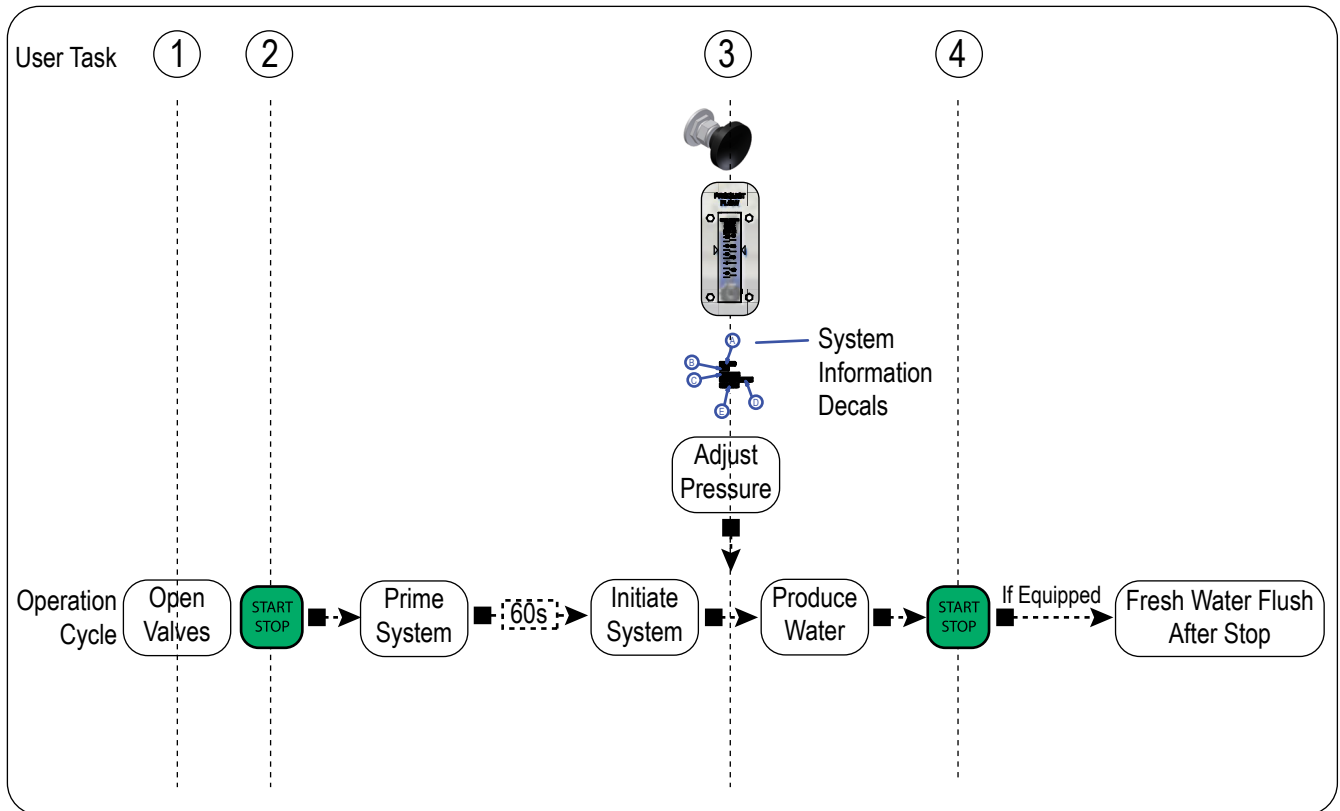 User Task
1
2
3
4
A
B
C
D
E
System
Information
Decals
Adjust
Pressure
Operation
Cycle
Open
Valves
START
STOP
Prime
System
60s
Initiate
System
Produce
Water
START
STOP
If Equipped
Fresh Water Flush
After Stop